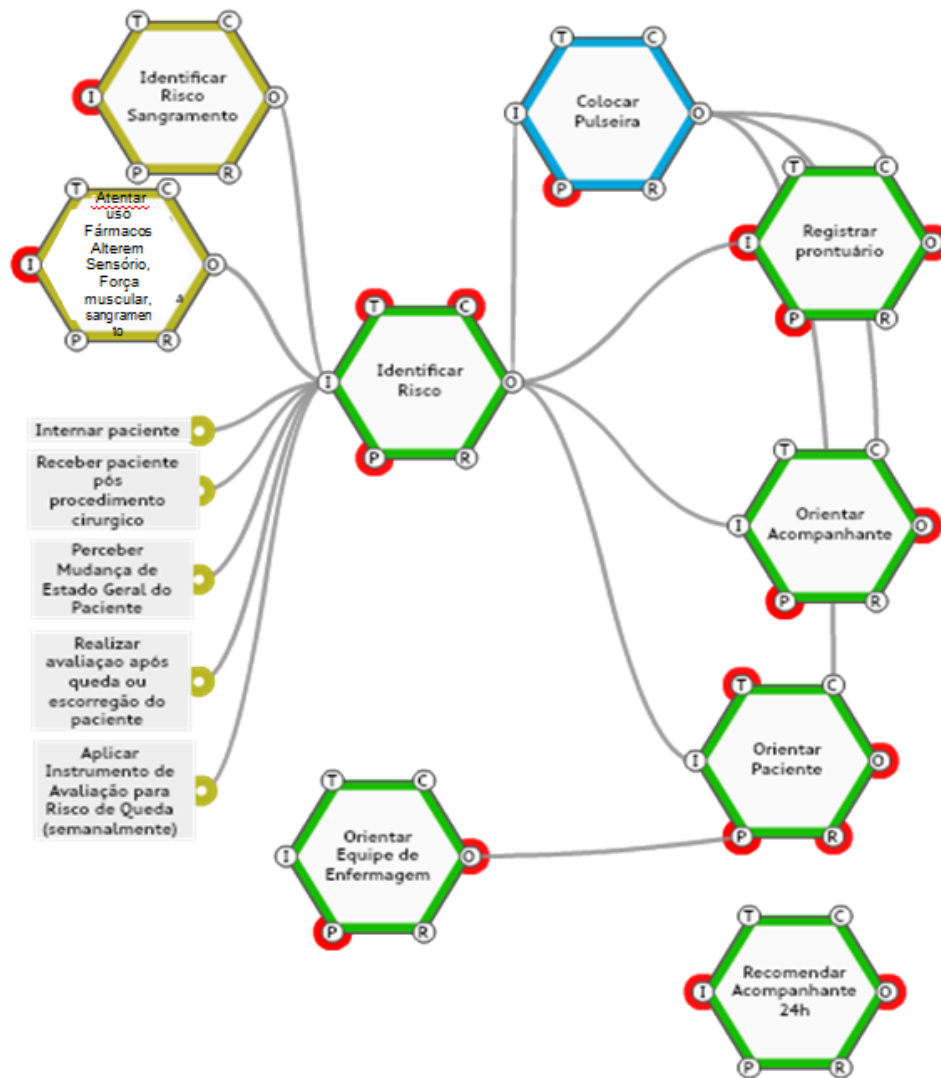 T C
Identificar
Risco
Sangramento
I O
P R
T C
Atentar
uso
Fármacos
Alterem
Sensório,
Força
muscular,
sangramen
to
a
I O
P R
Internar paciente
Receber paciente
pós
procedimento
cirurgico
Perceber
Mudança de
Estado Geral do
Paciente
Realizar
avaliaçao após
queda ou
escorregão do
paciente
Aplicar
Instrumento de
Avaliação para
Risco de Queda
(semanalmente)
T C
Identificar
Risco
I O
P R
T C
Colocar
Pulseira
I O
P R
T C
Registrar
prontuário
I O
P R
T C
Orientar
Acompanhante
I O
P R
T C
Orientar
Paciente
I O
P R
T C
Orientar
Equipe de
Enfermagem
I O
P R
T C
Recomendar
Acompanhante
24h
I O
P R